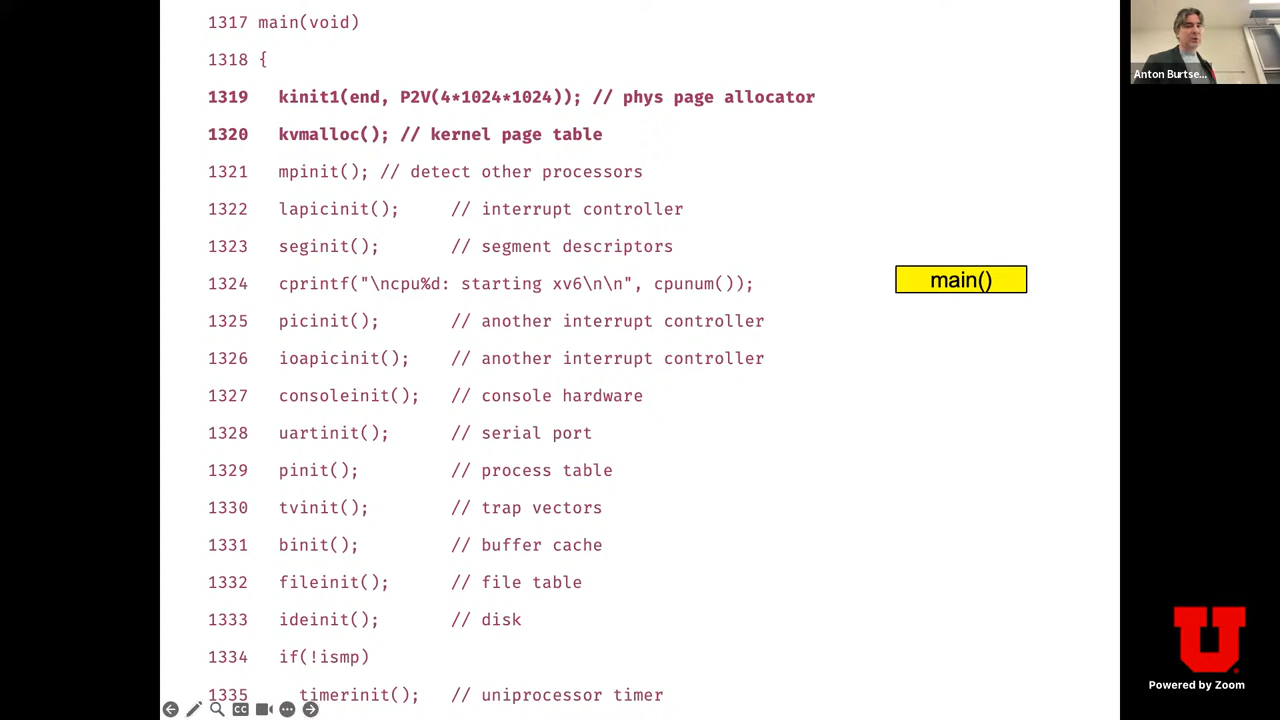 1317 main(void)
1318 {
1319 kinit1(end, P2V(4*1024*1024)); // phys page allocator
1320 kvmalloc(); // kernel page table
1321 mpinit(); // detect other processors
1322 lapicinit(); // interrupt controller
1323 seginit(); // segment descriptors
1324 cprintf("\ncpu%d: starting xv6\n\n", cpunum());
1325 picinit(); // another interrupt controller
1326 ioapicinit(); // another interrupt controller
1327 consoleinit(); // console hardware
1328 uartinit(); // serial port
1329 pinit(); // process table
1330 tvinit(); // trap vectors
1331 binit(); // buffer cache
1332 fileinit(); // file table
1333 ideinit(); // disk
1334 if(!ismp)
1335 timerinit(); // uniprocessor timer
CC
main()
Anton Burtse...
U
Powered by Zoom